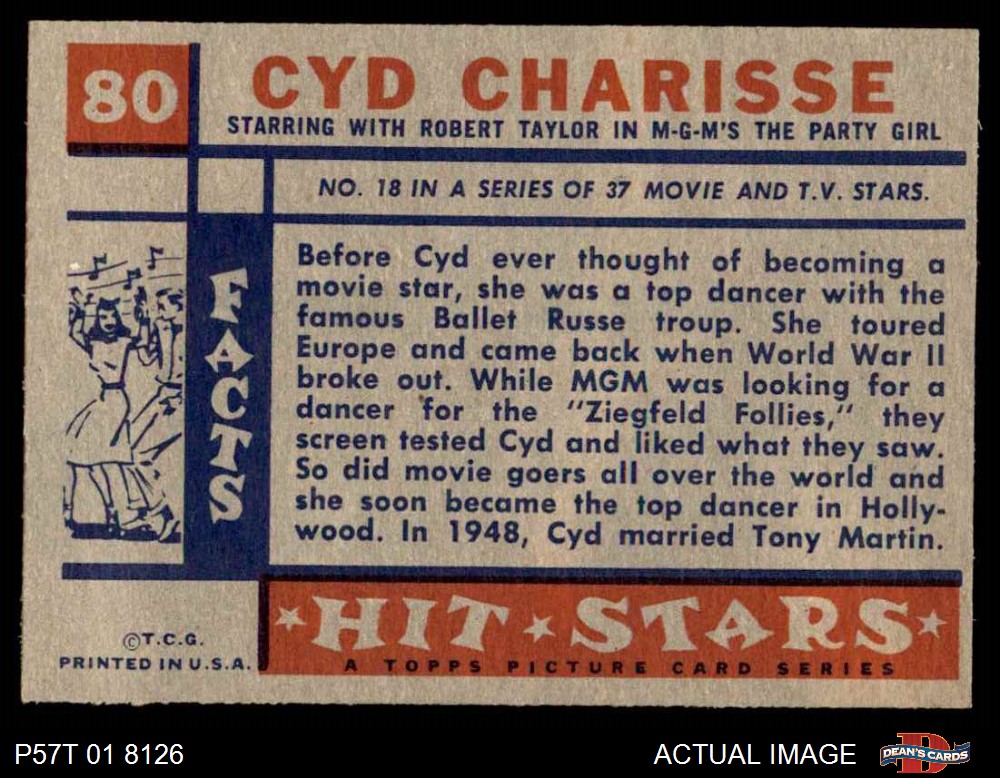 80
CYD CHARISSE
STARRING WITH ROBERT TAYLOR IN M-G-M'S THE PARTY GIRL
NO. 18 IN A SERIES OF 37 MOVIE AND T.V. STARS.
FACTS
Before Cyd ever thought of becoming a
movie star, she was a top dancer with the
famous Ballet Russe troup. She toured
Europe and came back when World War II
broke out. While MGM was looking for a
dancer for the "Ziegfeld Follies," they
screen tested Cyd and liked what they saw.
So did movie goers all over the world and
she soon became the top dancer in Holly-
wood. In 1948, Cyd married Tony Martin.
HIT★STARS
A TOPPS PICTURE CARD SERIES
©T.C.G.
PRINTED IN U.S.A.
P57T 01 8126
ACTUAL IMAGE
D
DEAN'S CARDS